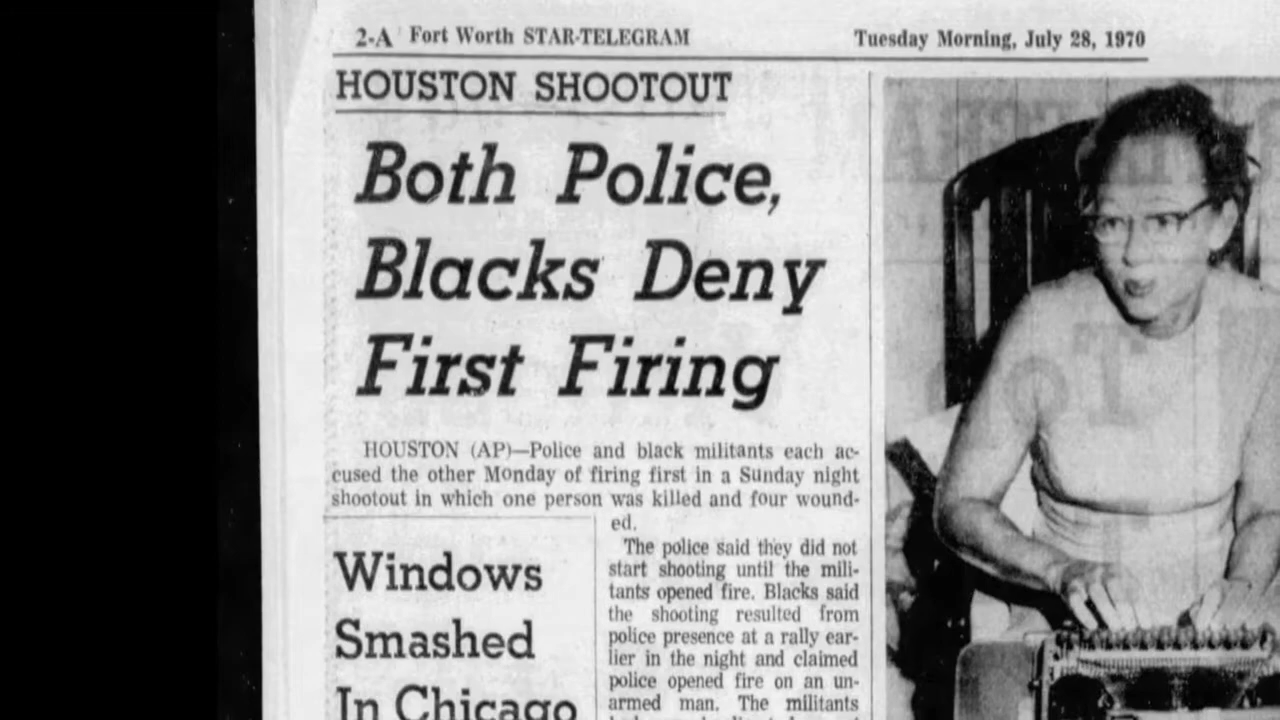 2-A Fort Worth STAR-TELEGRAM Tuesday Morning, July 28, 1970
HOUSTON SHOOTOUT
Both Police,
Blacks Deny
First Firing
HOUSTON (AP)—Police and black militants each ac-
cused the other Monday of firing first in a Sunday night
shootout in which one person was killed and four wound-
ed.
The police said they did not
start shooting until the mili-
tants opened fire. Blacks said
the shooting resulted from
police presence at a rally ear-
lier in the night and claimed
police opened fire on an un-
armed man. The militants
Windows
Smashed
In Chicago